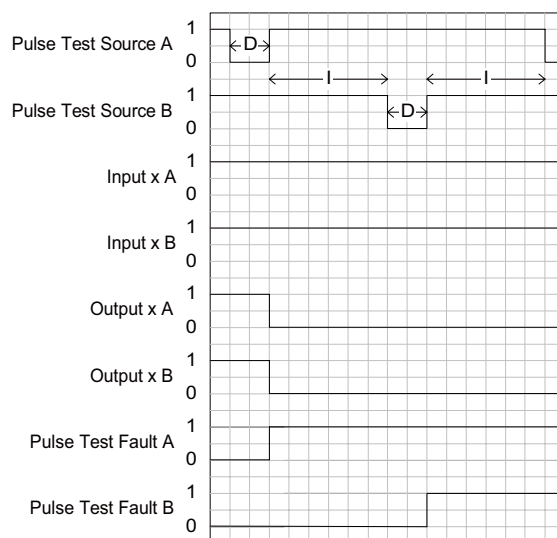 1
Pulse Test Source A
D
0
I
I
1
Pulse Test Source B
D
0
1
Input x A
0
1
Input x B
0
1
Output x A
0
1
Output x B
0
1
Pulse Test Fault A
0
1
Pulse Test Fault B
0